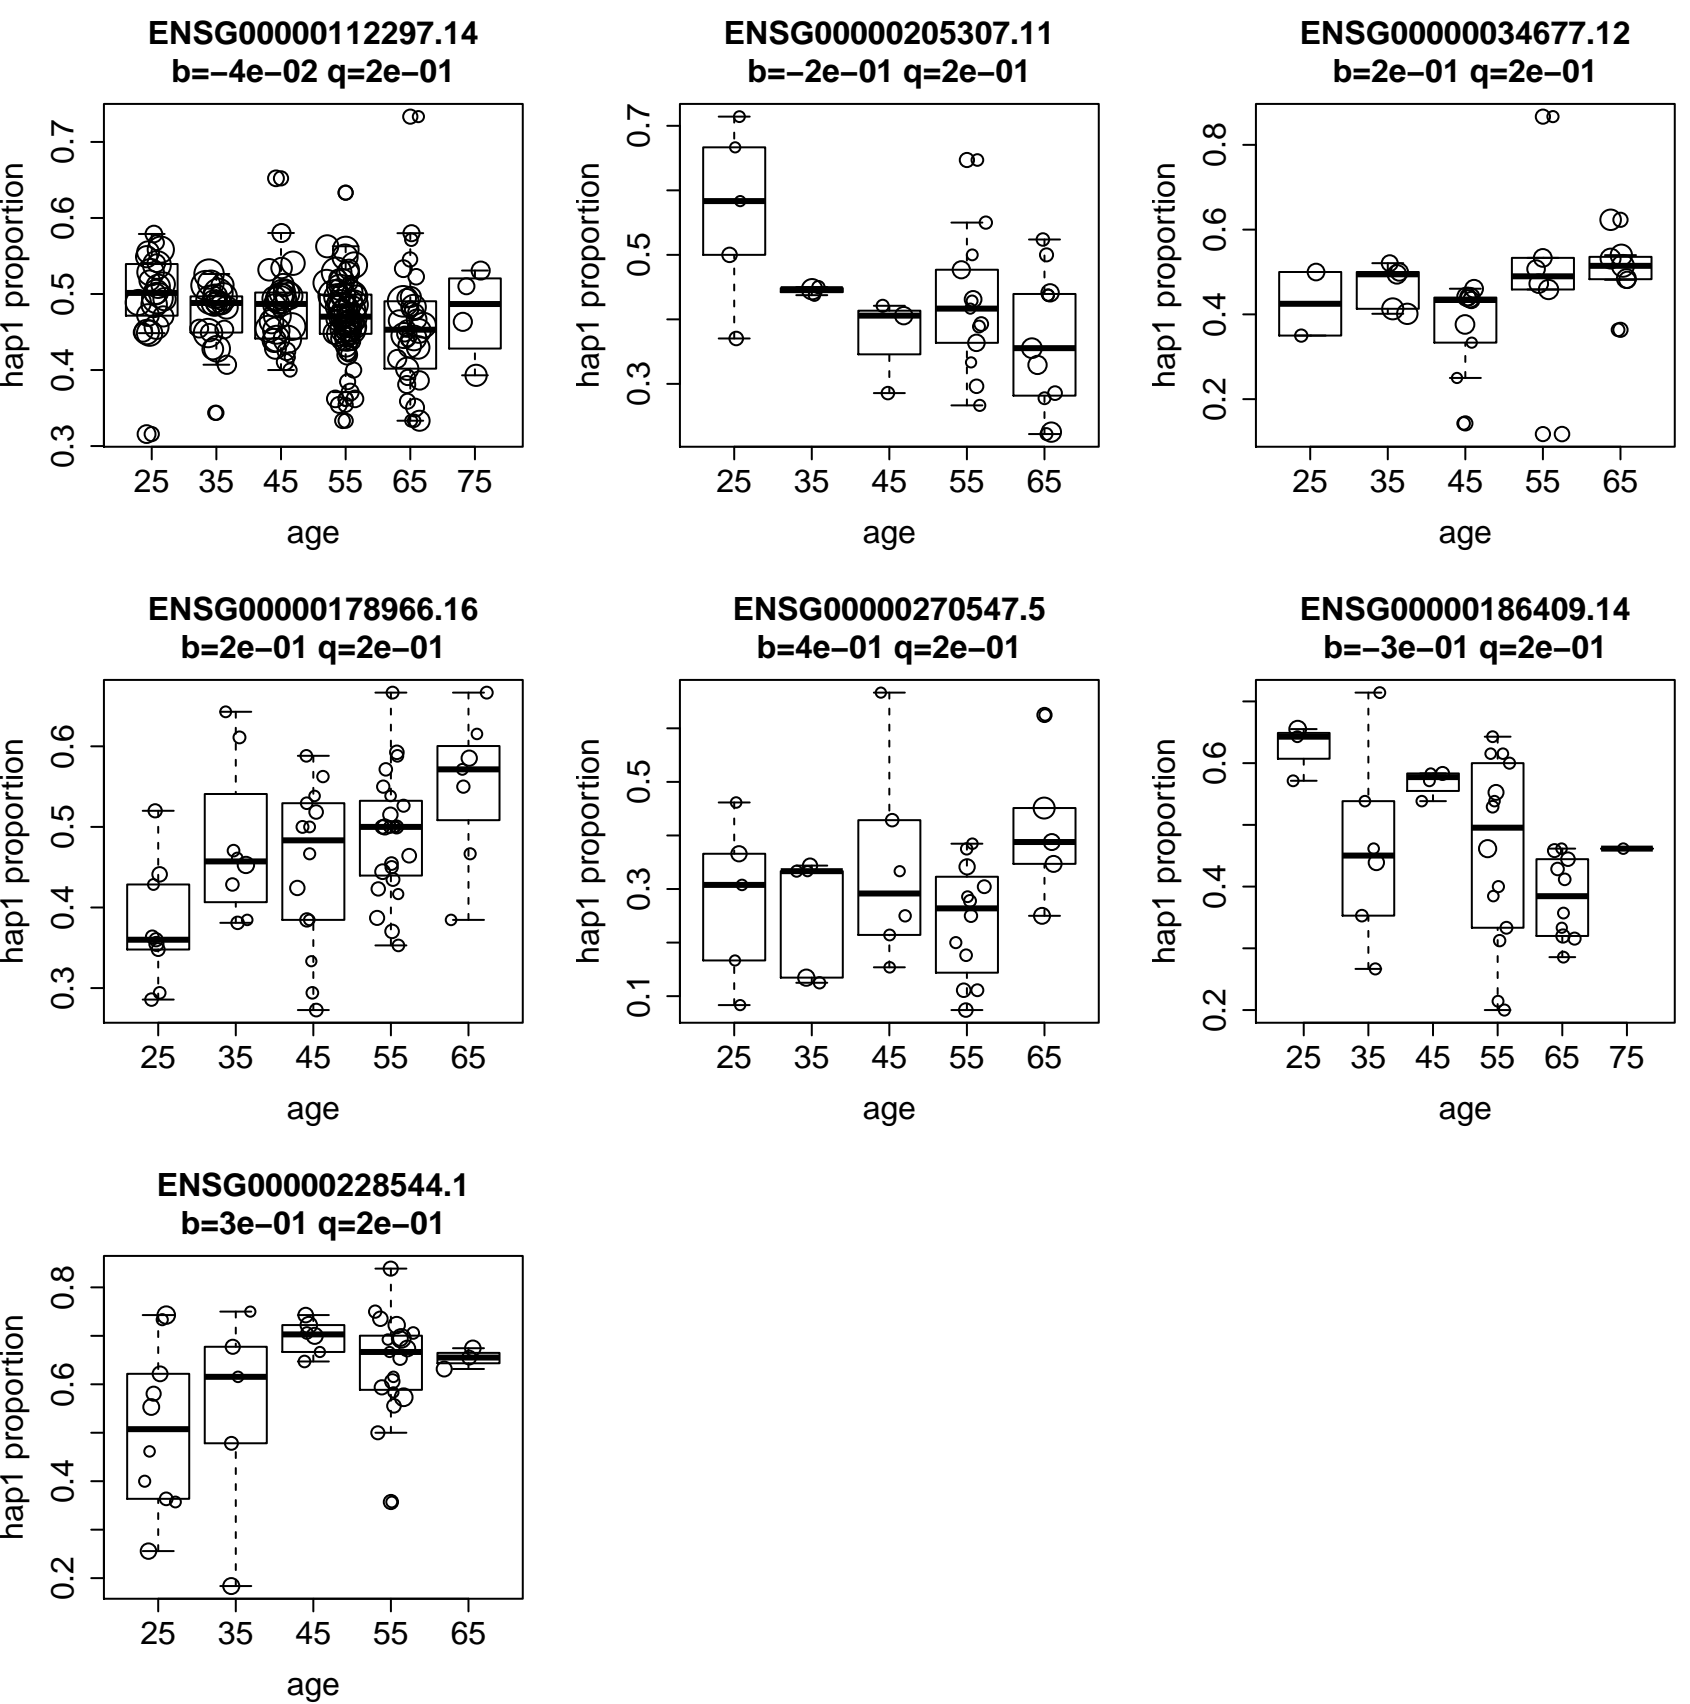 ENSG00000112297.14
b=−4e−02 q=2e−01
hap1 proportion
0.3 0.4 0.5 0.6 0.7
25 35 45 55 65 75
age
ENSG00000205307.11
b=−2e−01 q=2e−01
hap1 proportion
0.3 0.5 0.7
25 35 45 55 65
age
ENSG00000034677.12
b=2e−01 q=2e−01
hap1 proportion
0.2 0.4 0.6 0.8
25 35 45 55 65
age
ENSG00000178966.16
b=2e−01 q=2e−01
hap1 proportion
0.3 0.4 0.5 0.6
25 35 45 55 65
age
ENSG00000270547.5
b=4e−01 q=2e−01
hap1 proportion
0.1 0.3 0.5
25 35 45 55 65
age
ENSG00000186409.14
b=−3e−01 q=2e−01
hap1 proportion
0.2 0.4 0.6
25 35 45 55 65 75
age
ENSG00000228544.1
b=3e−01 q=2e−01
hap1 proportion
0.2 0.4 0.6 0.8
25 35 45 55 65
age